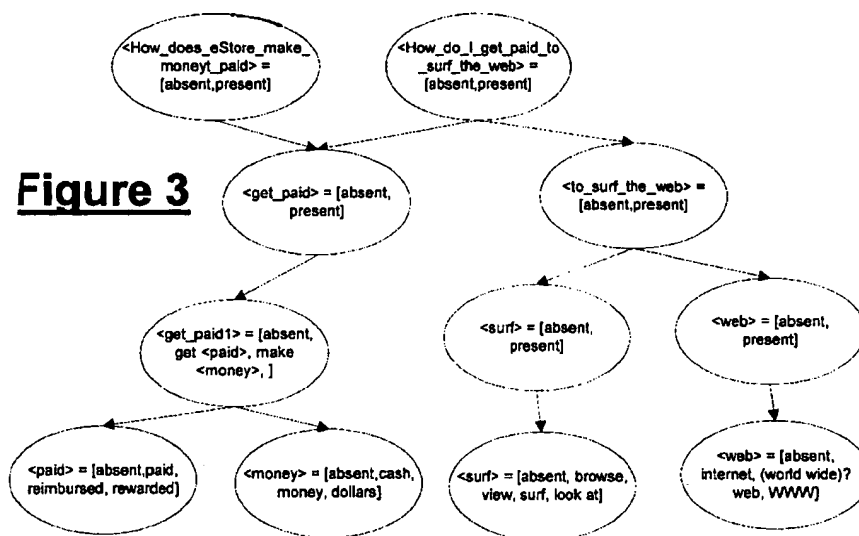 <How_does_eStore_make_
moneyt_paid> =
[absent,present]
<How_do_I_get_paid_to
_surf_the_web> =
[absent,present]
Figure 3
<get_paid> = [absent,
present]
<to_surf_the_web> =
[absent,present]
<get_paid1> = [absent,
get <paid>, make
<money>, ]
<surf> = [absent,
present]
<web> = [absent,
present]
<paid> = [absent,paid,
reimbursed, rewarded]
<money> = [absent,cash,
money, dollars]
<surf> = [absent, browse,
view, surf, look at]
<web> = [absent,
internet, (world wide)?
web, WWW]